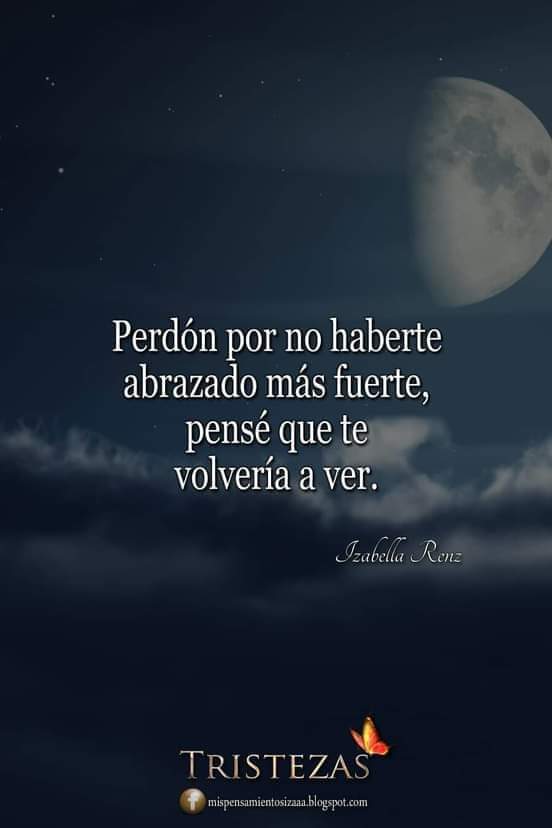 Perdón por no haberte
abrazado más fuerte,
pensé que te
volvería a ver.
Izabella Renz
TRISTEZAS
f mispensamientosizaaa.blogspot.com